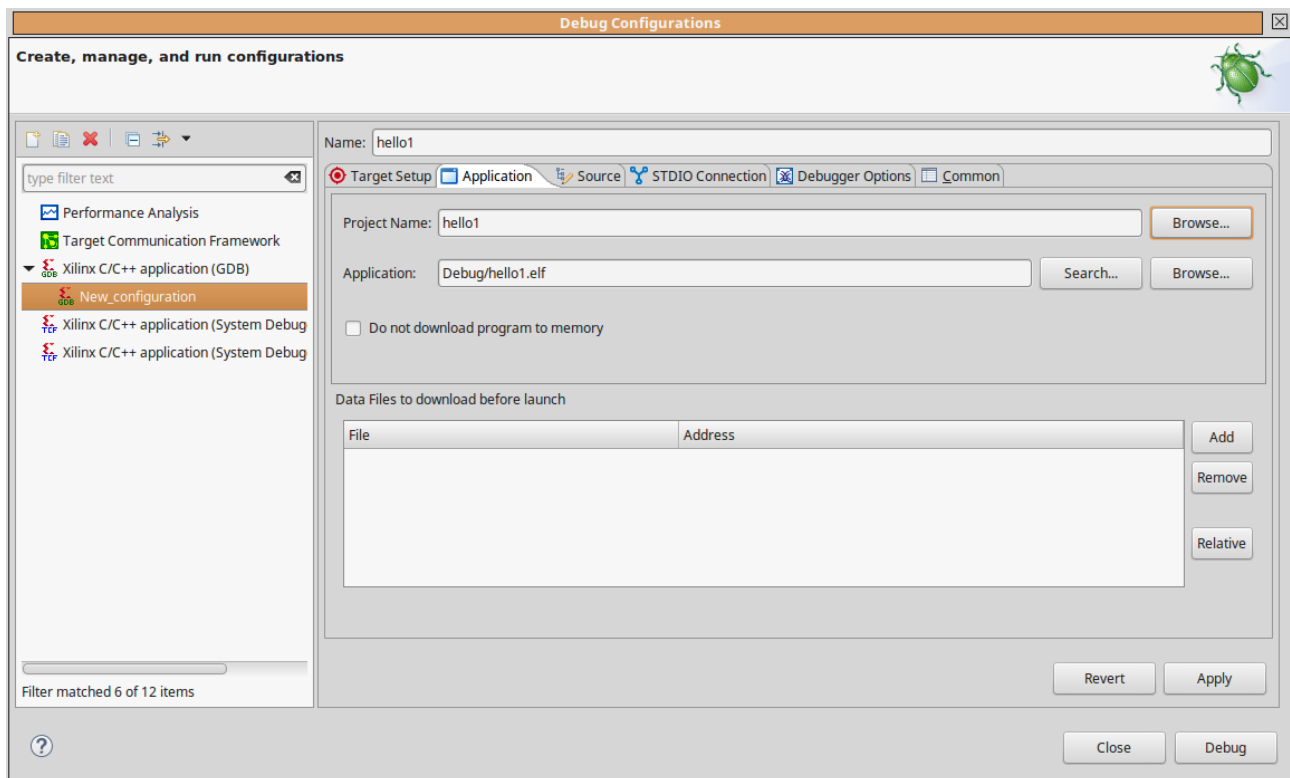 Debug Configurations
Create, manage, and run configurations
type filter text
Performance Analysis
Target Communication Framework
Xilinx C/C++ application (GDB)
New_configuration
Xilinx C/C++ application (System Debug
Xilinx C/C++ application (System Debug
Filter matched 6 of 12 items
Name: hello1
Target Setup Application Source STDIO Connection Debugger Options Common
Project Name: hello1 Browse...
Application: Debug/hello1.elf Search... Browse...
Do not download program to memory
Data Files to download before launch
File Address
Add
Remove
Relative
Revert Apply
? Close Debug